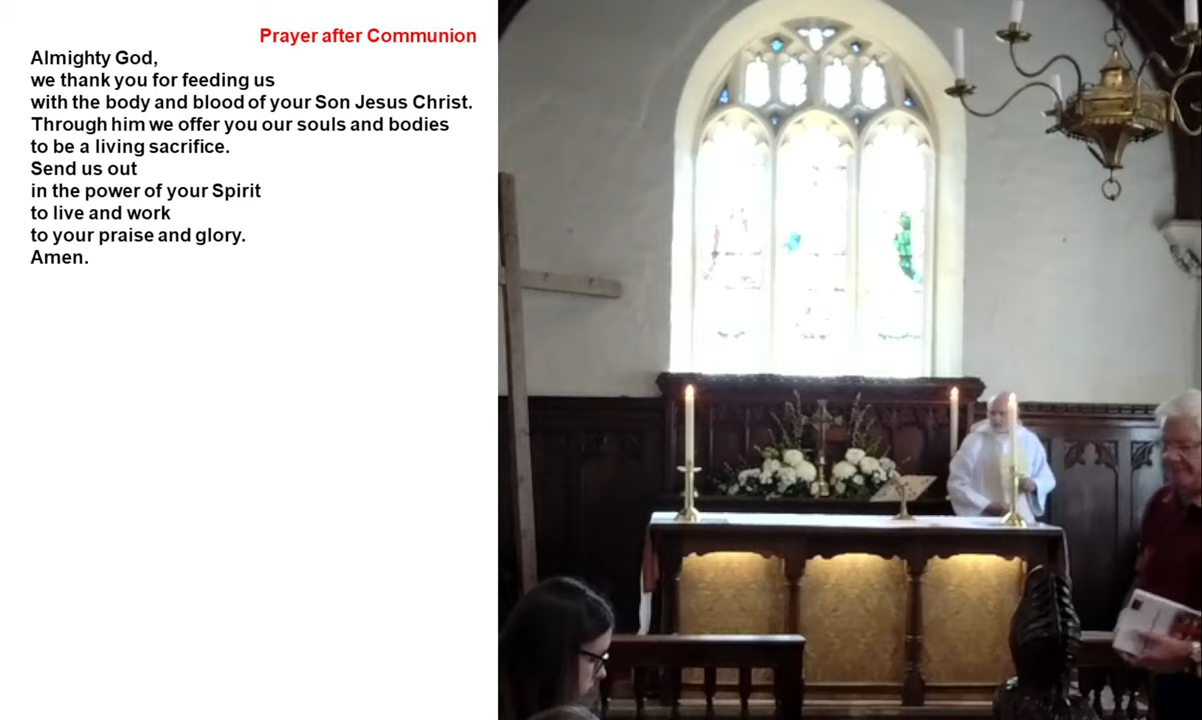 Prayer after Communion
Almighty God,
we thank you for feeding us
with the body and blood of your Son Jesus Christ.
Through him we offer you our souls and bodies
to be a living sacrifice.
Send us out
in the power of your Spirit
to live and work
to your praise and glory.
Amen.